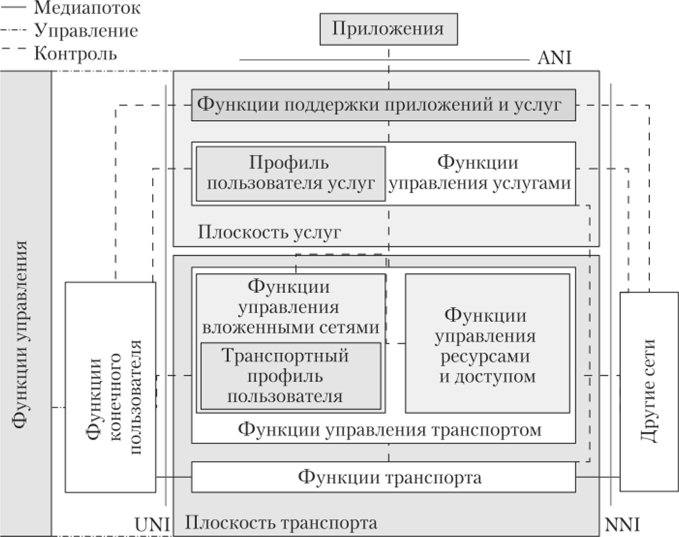 Медиапоток
Управление
Контроль
Приложения
ANI
Функции поддержки приложений и услуг
Профиль
пользователя услуг
Функции
управления услугами
Плоскость услуг
Функции управления
Функции
конечного
пользователя
Функции
управления
вложенными сетями
Транспортный
профиль
пользователя
Функции
управления
ресурсами
и доступом
Функции управления транспортом
Функции транспорта
Другие сети
UNI
Плоскость транспорта
NNI